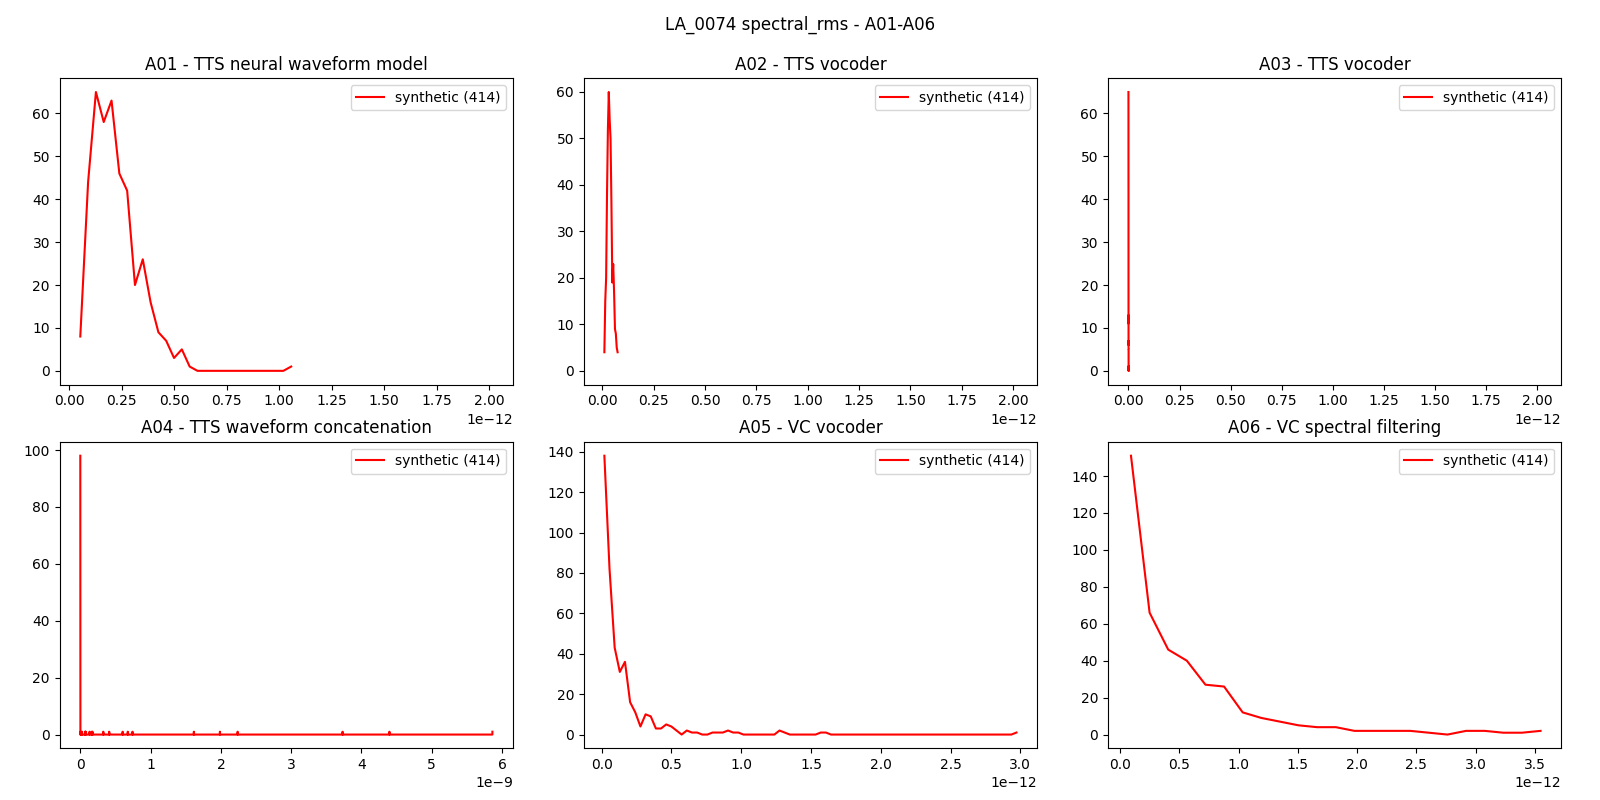 LA_0074 spectral_rms - A01-A06
A01 - TTS neural waveform model
synthetic (414)
60
50
40
30
20
10
0
0.00 0.25 0.50 0.75 1.00 1.25 1.50 1.75 2.00
1e−12
A02 - TTS vocoder
synthetic (414)
60
50
40
30
20
10
0
0.00 0.25 0.50 0.75 1.00 1.25 1.50 1.75 2.00
A03 - TTS vocoder
synthetic (414)
60
50
40
30
20
10
0
0.00 0.25 0.50 0.75 1.00 1.25 1.50 1.75 2.00
1e−12
A04 - TTS waveform concatenation
synthetic (414)
100
80
60
40
20
0
0 1 2 3 4 5 6
1e−9
A05 - VC vocoder
synthetic (414)
140
120
100
80
60
40
20
0
0.0 0.5 1.0 1.5 2.0 2.5 3.0
1e−12
A06 - VC spectral filtering
synthetic (414)
140
120
100
80
60
40
20
0
0.0 0.5 1.0 1.5 2.0 2.5 3.0 3.5
1e−12